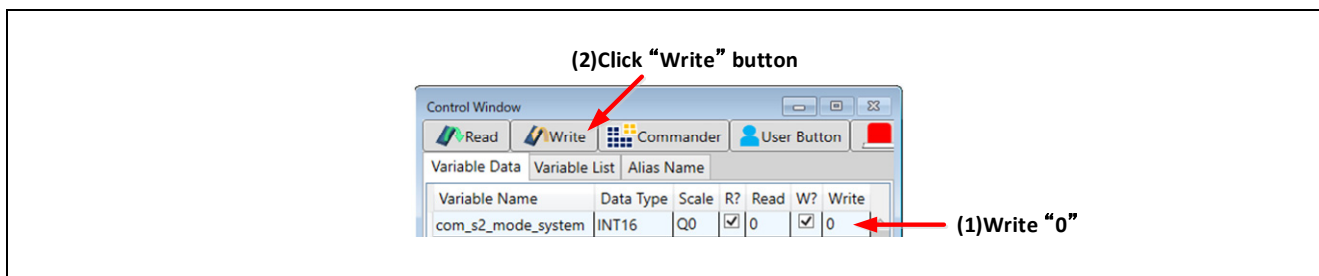 (2)Click “Write” button
Control Window
Read Write Commander User Button
Variable Data Variable List Alias Name
Variable Name Data Type Scale R? Read W? Write
com_s2_mode_system INT16 Q0 0 0
(1)Write “0”